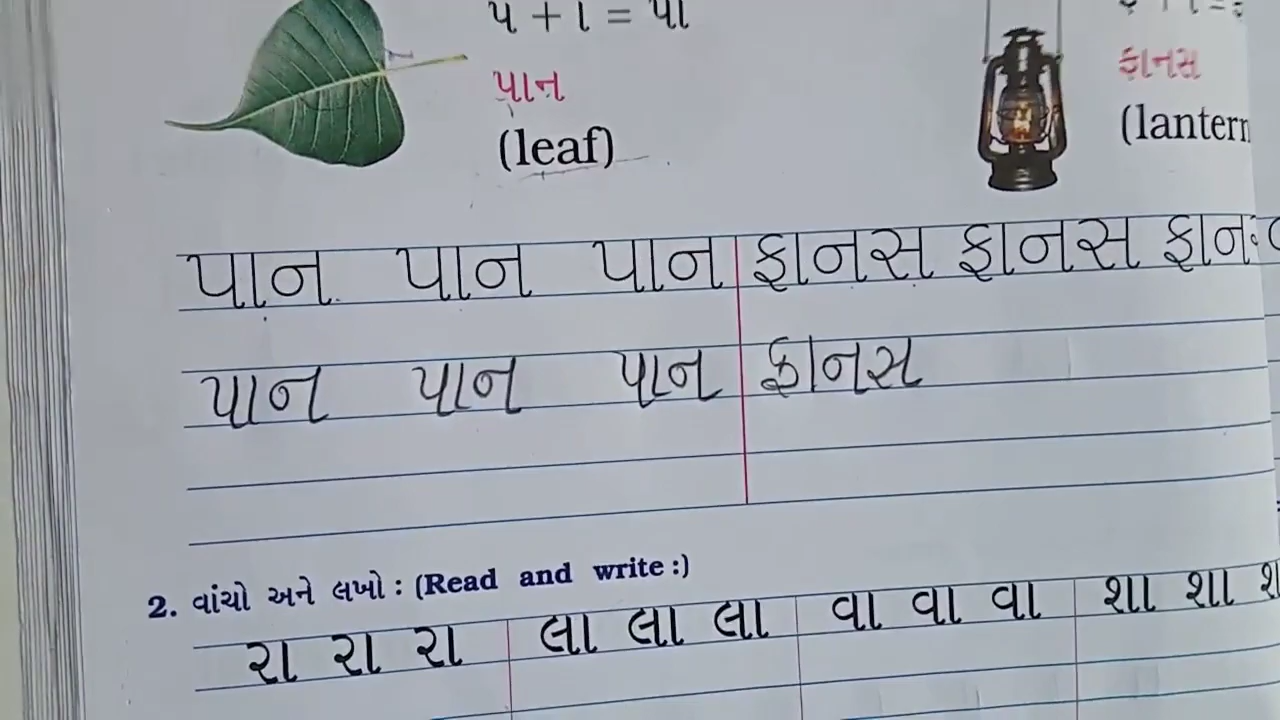 પ + ા = પા
પાન
(leaf)
ફાનસ
(lantern
પાન પાન પાન ફાનસ ફાનસ
પાન પાન પાન ફાનસ
2. વાંચો અને લખો : (Read and write :)
રા રા રા લા લા લા વા વા વા શા શા